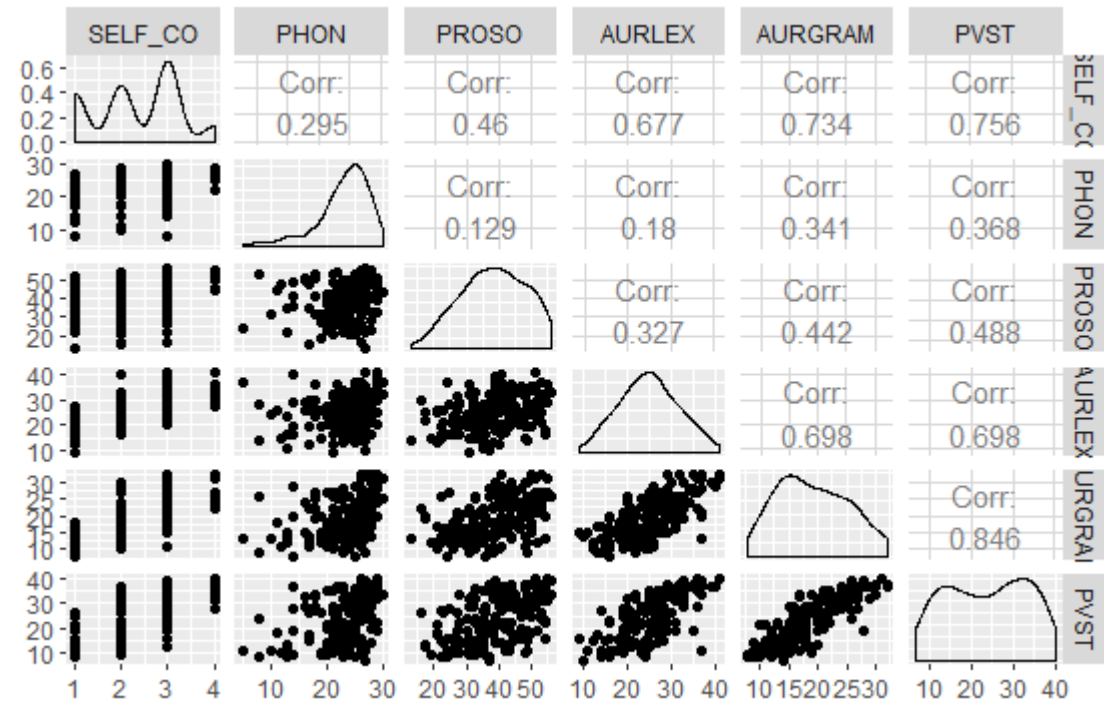 SELF_CO PHON PROSO AURLEX AURGRAM PVST
0.6 0.4 0.2 0.0 Corr: 0.295 Corr: 0.46 Corr: 0.677 Corr: 0.734 Corr: 0.756 SELF_CO
30 20 10 Corr: 0.129 Corr: 0.18 Corr: 0.341 Corr: 0.368 PHON
50 40 30 20 Corr: 0.327 Corr: 0.442 Corr: 0.488 PROSO
40 30 20 10 Corr: 0.698 Corr: 0.698 AURLEX
30 25 20 15 10 Corr: 0.846 URGRAI
40 30 20 10 PVST
1 2 3 4 10 20 30 20 30 40 50 10 20 30 40 10 15 20 25 30 10 20 30 40